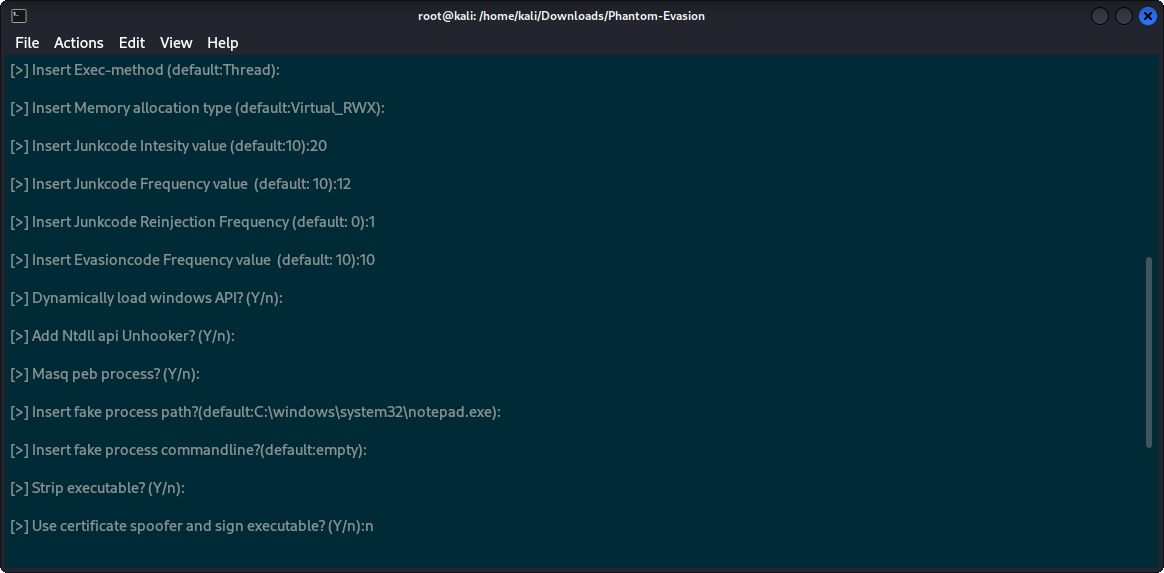 root@kali: /home/kali/Downloads/Phantom-Evasion
File Actions Edit View Help
[>] Insert Exec-method (default:Thread):
[>] Insert Memory allocation type (default:Virtual_RWX):
[>] Insert Junkcode Intesity value (default:10):20
[>] Insert Junkcode Frequency value  (default: 10):12
[>] Insert Junkcode Reinjection Frequency (default: 0):1
[>] Insert Evasioncode Frequency value  (default: 10):10
[>] Dynamically load windows API? (Y/n):
[>] Add Ntdll api Unhooker? (Y/n):
[>] Masq peb process? (Y/n):
[>] Insert fake process path?(default:C:\windows\system32\notepad.exe):
[>] Insert fake process commandline?(default:empty):
[>] Strip executable? (Y/n):
[>] Use certificate spoofer and sign executable? (Y/n):n